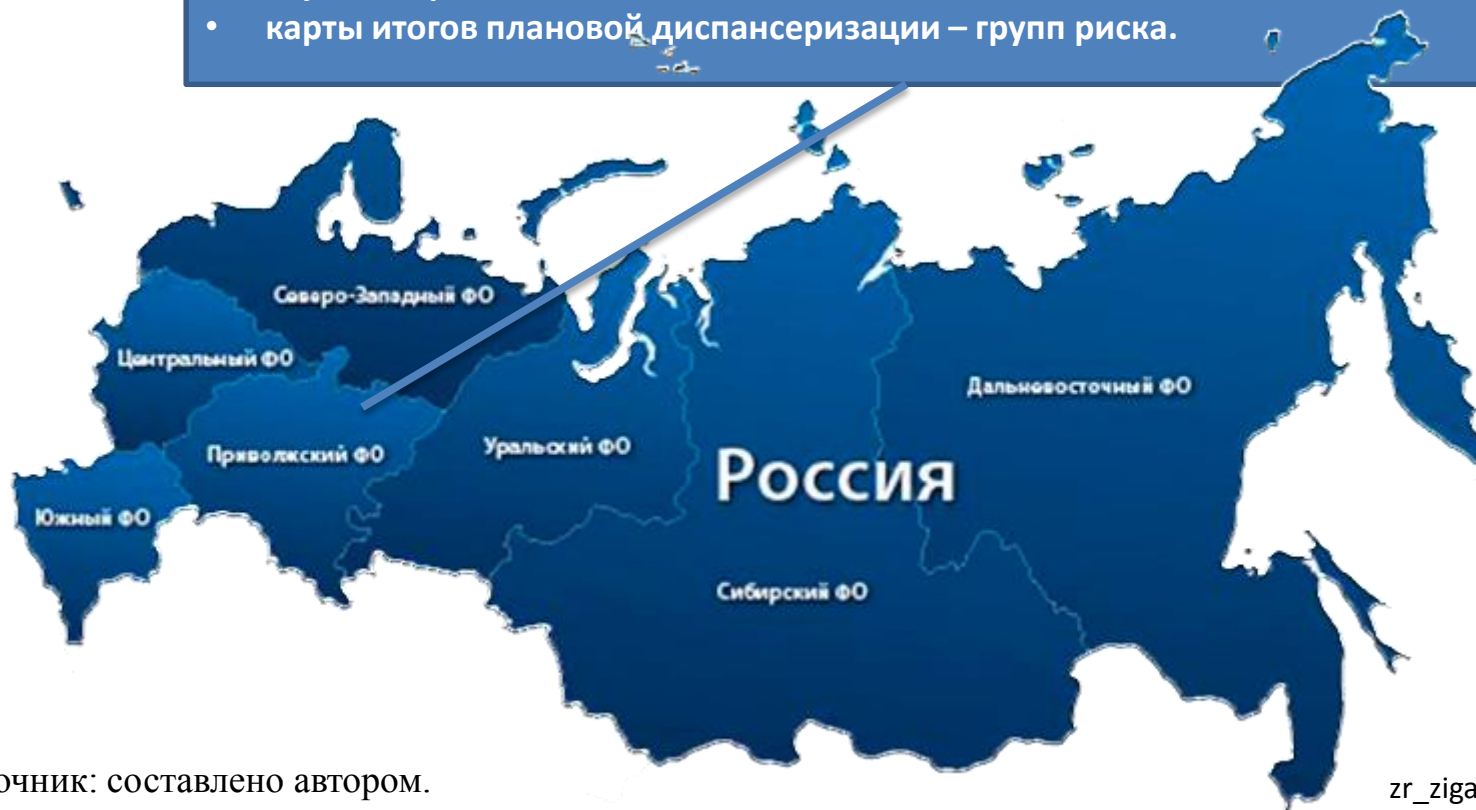 • карты итогов плановой диспансеризации – групп риска.
Северо-Западный ФО
Центральный ФО
Дальневосточный ФО
Приволжский ФО
Уральский ФО
Россия
Южный ФО
Сибирский ФО
очник: составлено автором.
zr_ziga